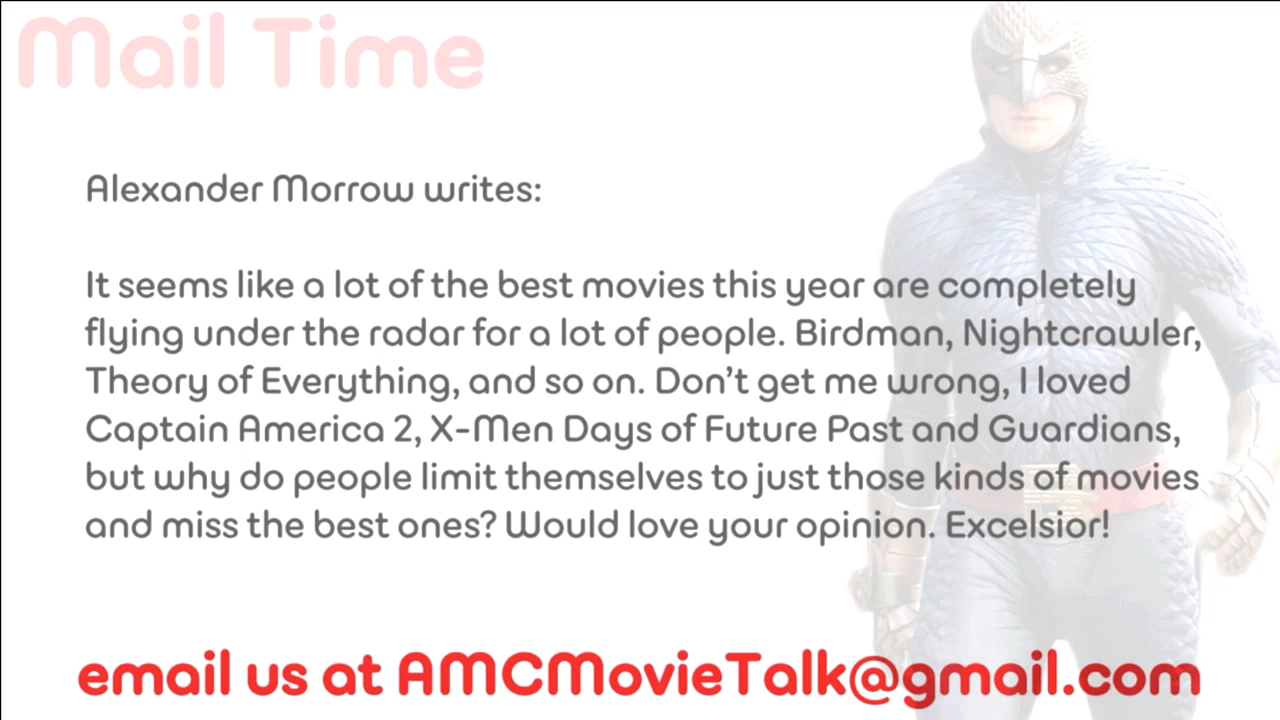 Mail Time
Alexander Morrow writes:
It seems like a lot of the best movies this year are completely
flying under the radar for a lot of people. Birdman, Nightcrawler,
Theory of Everything, and so on. Don’t get me wrong, I loved
Captain America 2, X-Men Days of Future Past and Guardians,
but why do people limit themselves to just those kinds of movies
and miss the best ones? Would love your opinion. Excelsior!
email us at AMCMovieTalk@gmail.com